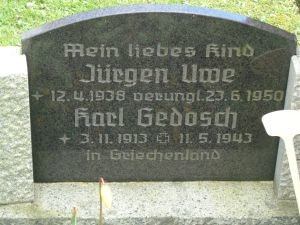 Mein liebes Kind
Jürgen Uwe
✦ 12.4.1938 verungl. 23.6.1950
Karl Gedosch
✦ 3.11.1913 ✠ 11.5.1943
in Griechenland